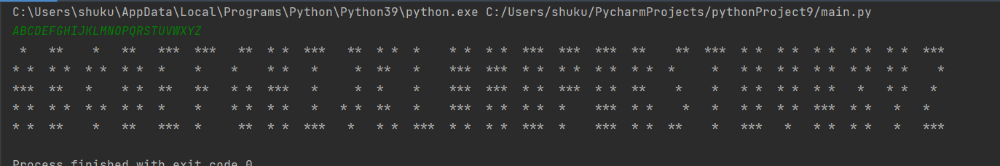 C:\Users\shuku\AppData\Local\Programs\Python\Python39\python.exe C:/Users/shuku/PycharmProjects/pythonProject9/main.py
ABCDEFGHIJKLMNOPQRSTUVWXYZ
 *   **    *   **   ***  ***   **  * *  ***   **  * *  *    * *  * *  ***  ***  ***  **    **  ***  * *  * *  * *  * *  * *  ***
* *  * *  * *  * *  *    *    *    * *   *     *  **   *    ***  ***  * *  * *  * *  * *  *     *   * *  * *  * *  * *  * *    *
***  **   *    * *  **   **   * *  ***   *     *  *    *    ***  ***  * *  ***  * *  **    *    *   * *  * *  * *   *   * *   *
* *  * *  * *  * *  *    *    * *  * *   *   * *  **   *    ***  * *  * *  *    ***  * *    *   *   * *  * *  ***  * *   *   *
* *  **    *   **   ***  *     **  * *  ***   *   * *  ***  * *  * *  ***  *    ***  * *  **    *   ***   *   * *  * *   *   ***
Process finished with exit code 0